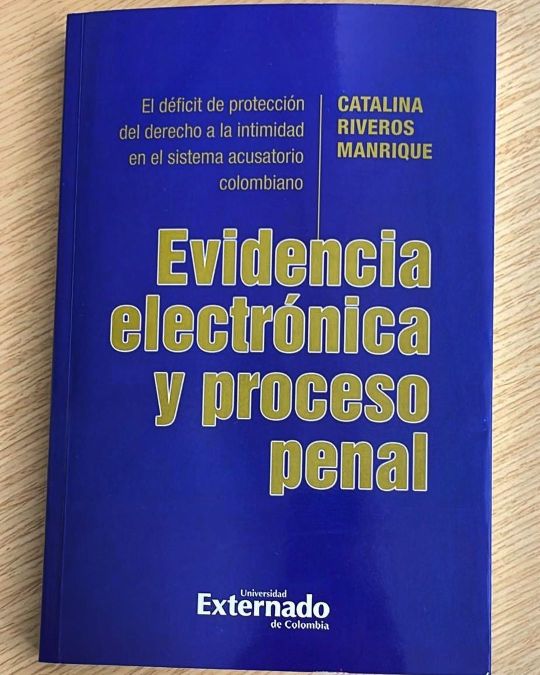 El déficit de protección
del derecho a la intimidad
en el sistema acusatorio
colombiano
CATALINA
RIVEROS
MANRIQUE
Evidencia
electrónica
y proceso
penal
Universidad
Externado
de Colombia